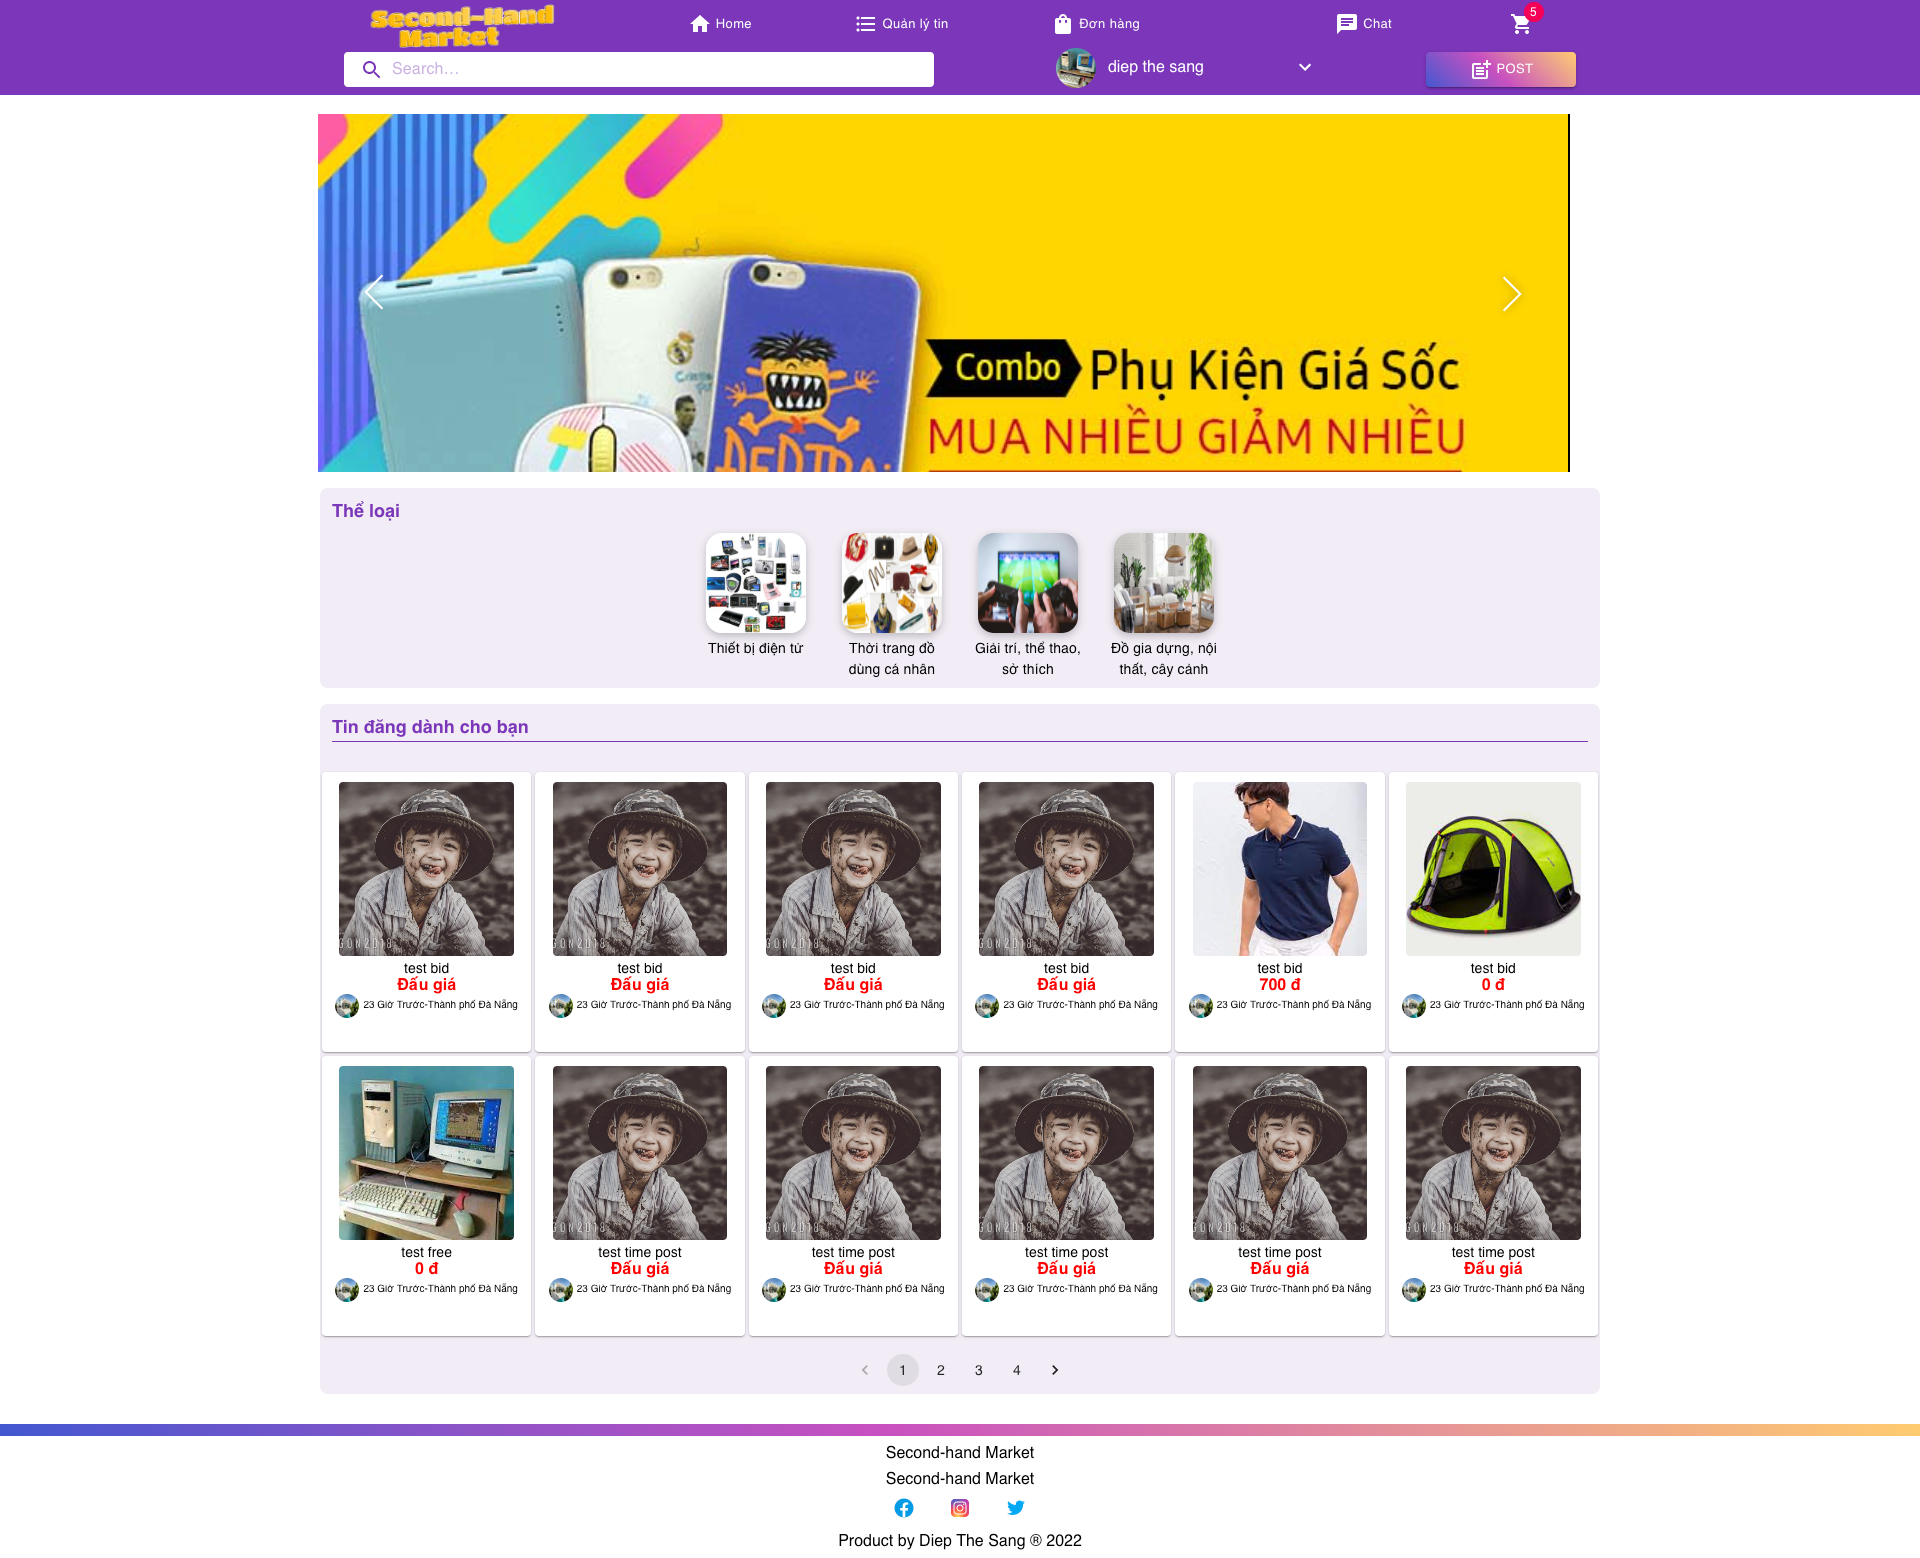 Second-Hand
Market
Home
Quản lý tin
Đơn hàng
Chat
5
Search...
diep the sang
POST
Combo
Phụ Kiện Giá Sốc
MUA NHIỀU GIẢM NHIỀU
Thể loại
Thiết bị điện tử
Thời trang đồ
dùng cá nhân
Giải trí, thể thao,
sở thích
Đồ gia dụng, nội
thất, cây cảnh
Tin đăng dành cho bạn
GON2018
test bid
Đấu giá
23 Giờ Trước-Thành phố Đà Nẵng
GON2018
test bid
Đấu giá
23 Giờ Trước-Thành phố Đà Nẵng
GON2018
test bid
Đấu giá
23 Giờ Trước-Thành phố Đà Nẵng
GON2018
test bid
Đấu giá
23 Giờ Trước-Thành phố Đà Nẵng
test bid
700 đ
23 Giờ Trước-Thành phố Đà Nẵng
test bid
0 đ
23 Giờ Trước-Thành phố Đà Nẵng
test free
0 đ
23 Giờ Trước-Thành phố Đà Nẵng
GON2018
test time post
Đấu giá
23 Giờ Trước-Thành phố Đà Nẵng
GON2018
test time post
Đấu giá
23 Giờ Trước-Thành phố Đà Nẵng
GON2018
test time post
Đấu giá
23 Giờ Trước-Thành phố Đà Nẵng
GON2018
test time post
Đấu giá
23 Giờ Trước-Thành phố Đà Nẵng
GON2018
test time post
Đấu giá
23 Giờ Trước-Thành phố Đà Nẵng
1 2 3 4
Second-hand Market
Second-hand Market
Product by Diep The Sang ® 2022